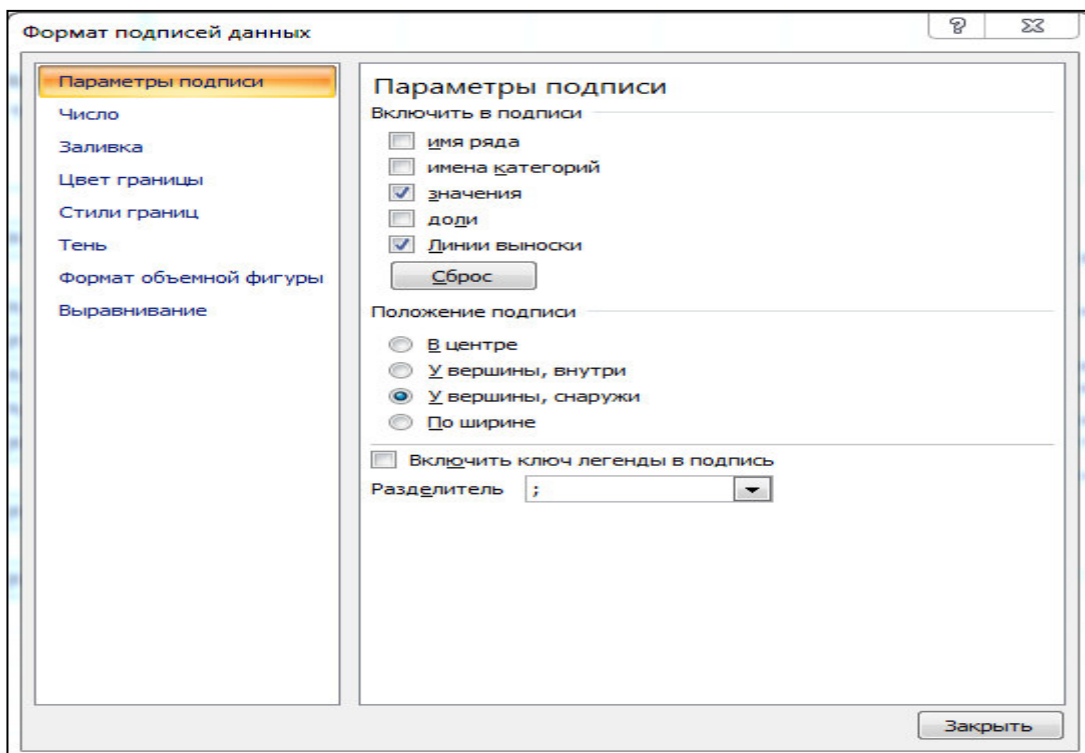 Формат подписей данных
Параметры подписи
Число
Заливка
Цвет границы
Стили границ
Тень
Формат объемной фигуры
Выравнивание
Параметры подписи
Включить в подписи
имя ряда
имена категорий
значения
доли
Линии выноски
Сброс
Положение подписи
В центре
У вершины, внутри
У вершины, снаружи
По ширине
Включить ключ легенды в подпись
Разделитель ;
Закрыть